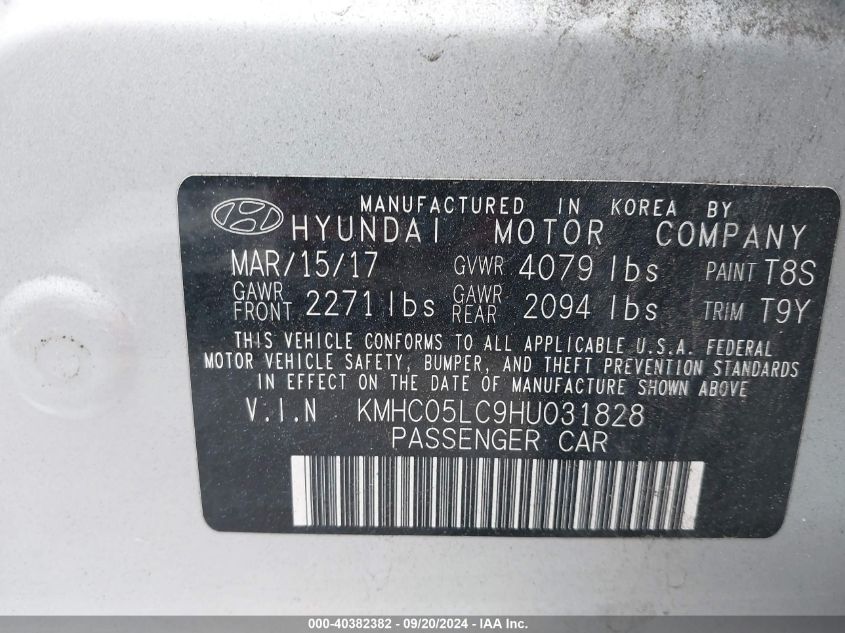 MANUFACTURED IN KOREA BY
HYUNDAI MOTOR COMPANY
MAR/15/17 GVWR 4079 lbs PAINT T8S
GAWR FRONT 2271 lbs GAWR REAR 2094 lbs TRIM T9Y
THIS VEHICLE CONFORMS TO ALL APPLICABLE U.S.A. FEDERAL
MOTOR VEHICLE SAFETY, BUMPER, AND THEFT PREVENTION STANDARDS
IN EFFECT ON THE DATE OF MANUFACTURE SHOWN ABOVE
V.I.N KMHC05LC9HU031828
PASSENGER CAR
000-40382382 - 09/20/2024 - IAA Inc.